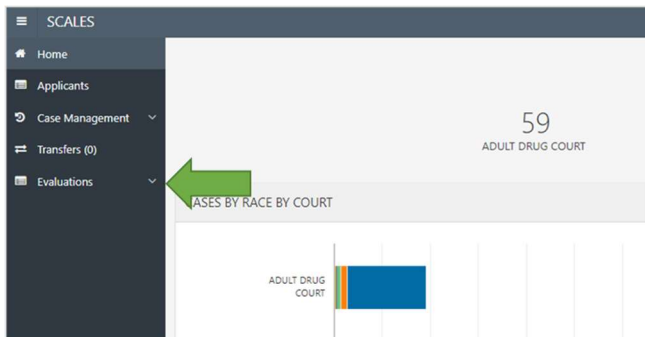 SCALES
Home
Applicants
Case Management
Transfers (0)
Evaluations
59
ADULT DRUG COURT
ASES BY RACE BY COURT
ADULT DRUG
COURT